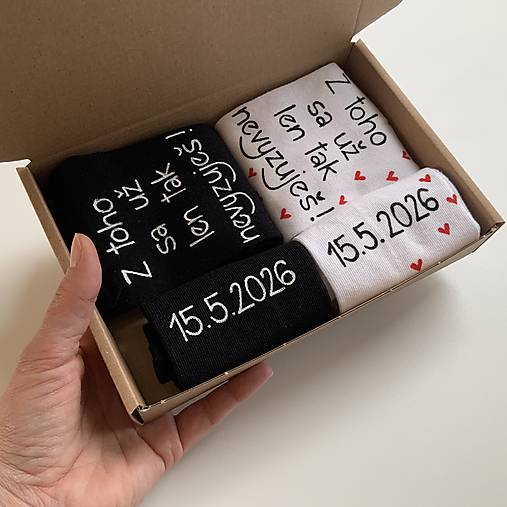 Z toho
sa už
len tak
nevyzuješ!
Z toho
sa už
len tak
nevyzuješ!
15.5.2026
15.5.2026